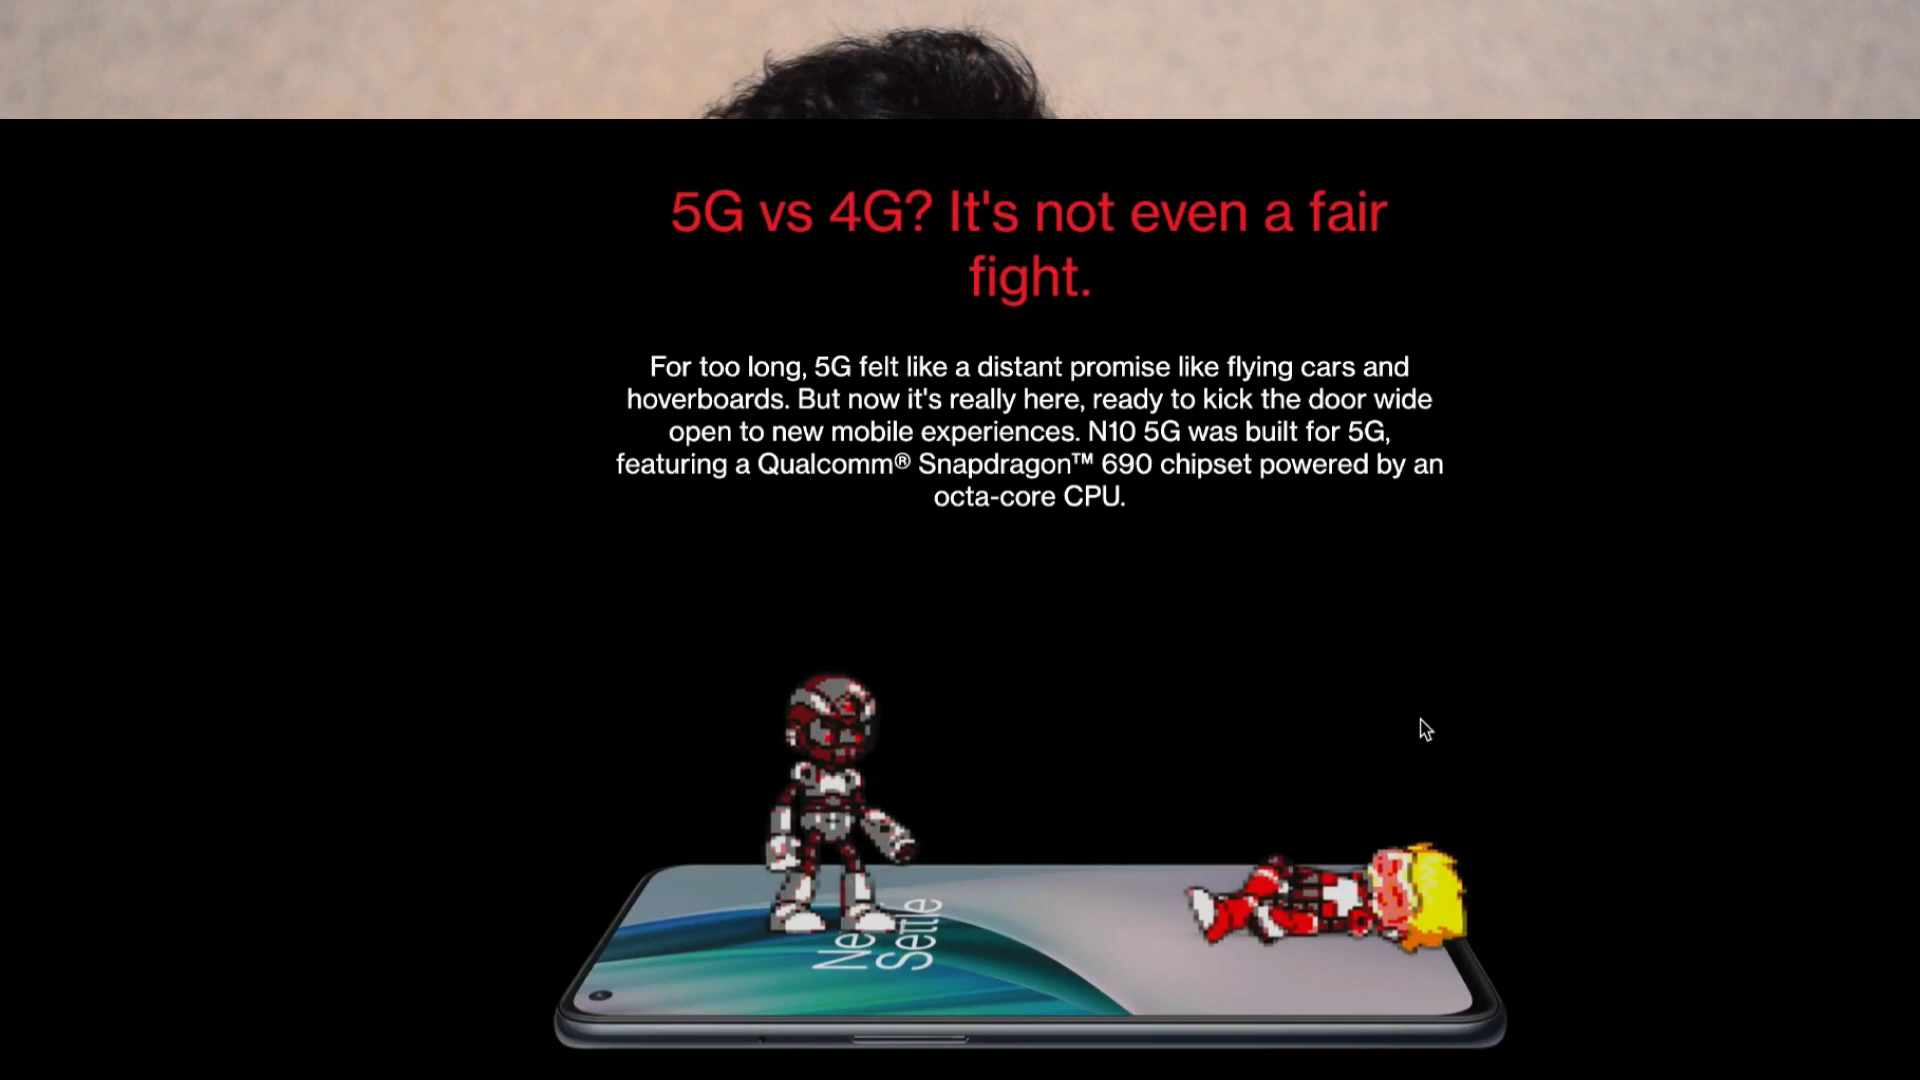 5G vs 4G? It's not even a fair
fight.
For too long, 5G felt like a distant promise like flying cars and
hoverboards. But now it's really here, ready to kick the door wide
open to new mobile experiences. N10 5G was built for 5G,
featuring a Qualcomm® Snapdragon™ 690 chipset powered by an
octa-core CPU.
Settle